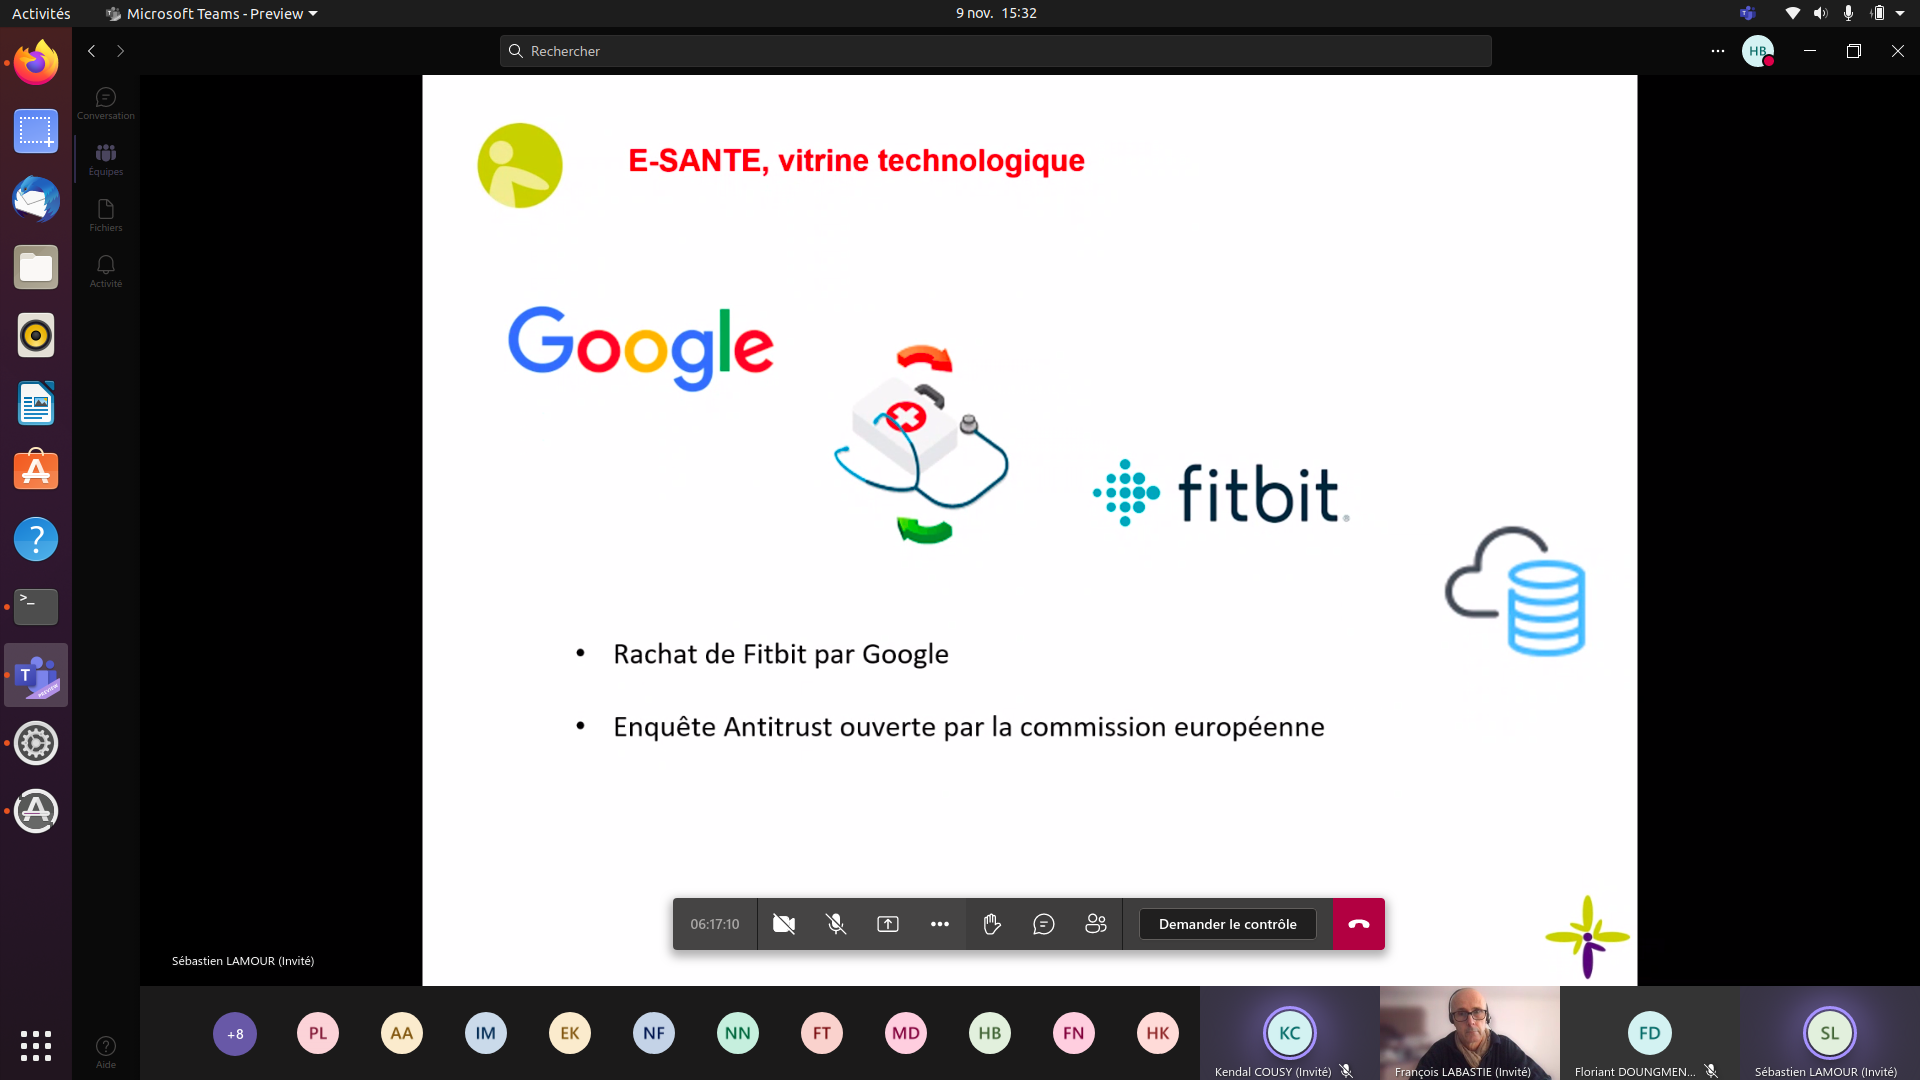 Activités
Microsoft Teams - Preview
9 nov. 15:32
Rechercher
HB
Conversation
Équipes
Fichiers
Activité
E-SANTE, vitrine technologique
Google
fitbit®
• Rachat de Fitbit par Google
• Enquête Antitrust ouverte par la commission européenne
06:17:10
Demander le contrôle
Sébastien LAMOUR (Invité)
Aide
+8
PL
AA
IM
EK
NF
NN
FT
MD
HB
FN
HK
KC
Kendal COUSY (Invité)
François LABASTIE (Invité)
FD
Floriant DOUNGMEN...
SL
Sébastien LAMOUR (Invité)